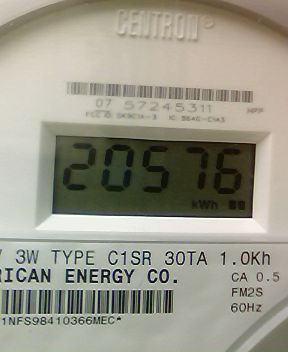 CENTRON®
07 57245311
20576
kWh
3W TYPE C1SR 30TA 1.0Kh
RICAN ENERGY CO. CA 0.5
FM2S
60Hz
1NFS98410366MEC*